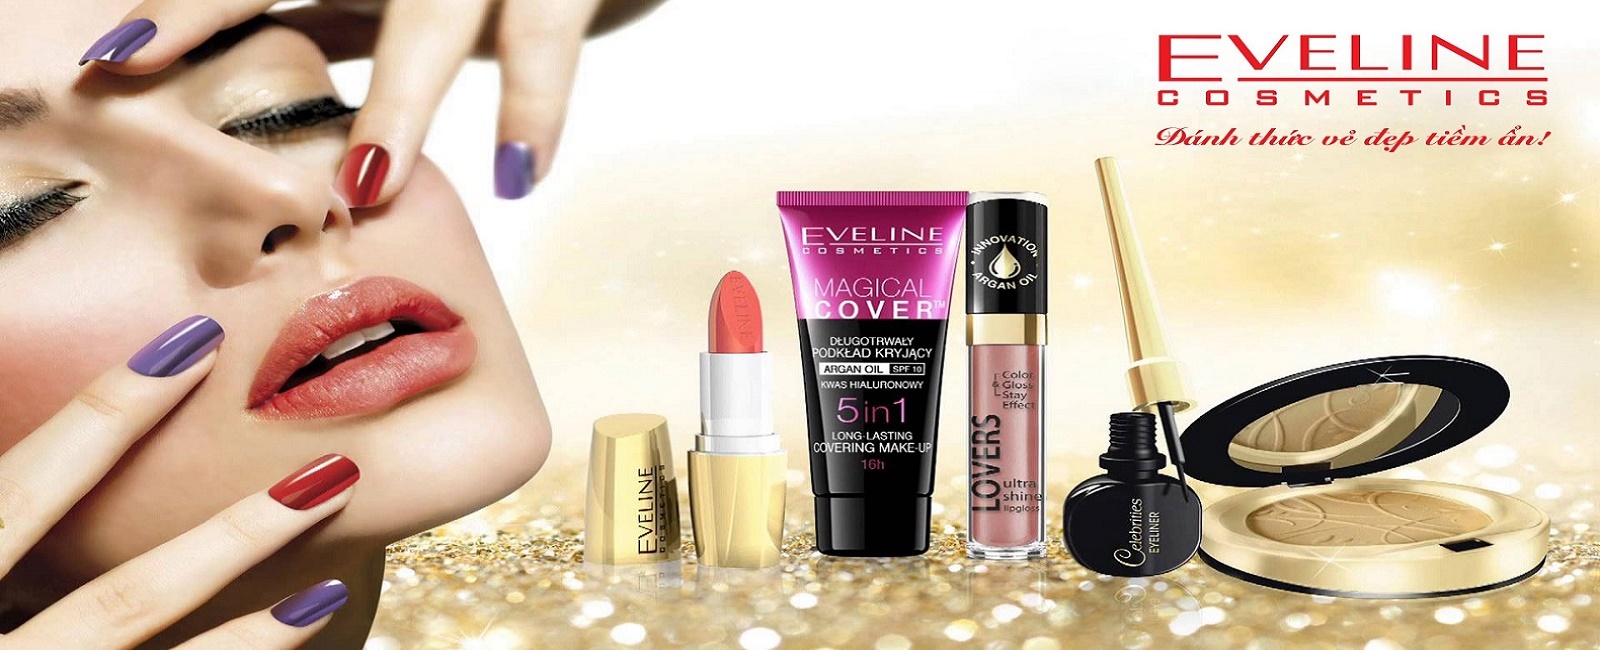 EVELINE
COSMETICS
Dánh thức vẻ đẹp tiềm ẩn!
EVELINE
COSMETICS
EVELINE
EVELINE
COSMETICS
MAGICAL
COVER™
DŁUGOTRWAŁY
PODKŁAD KRYJĄCY
ARGAN OIL SPF 10
KWAS HIALURONOWY
5in1
LONG-LASTING
COVERING MAKE-UP
16h
INNOVATION
ARGAN OIL
Color
& Gloss
Stay
Effect
LOVERS
ultra
shine
lipgloss
Celebrities
EYELINER